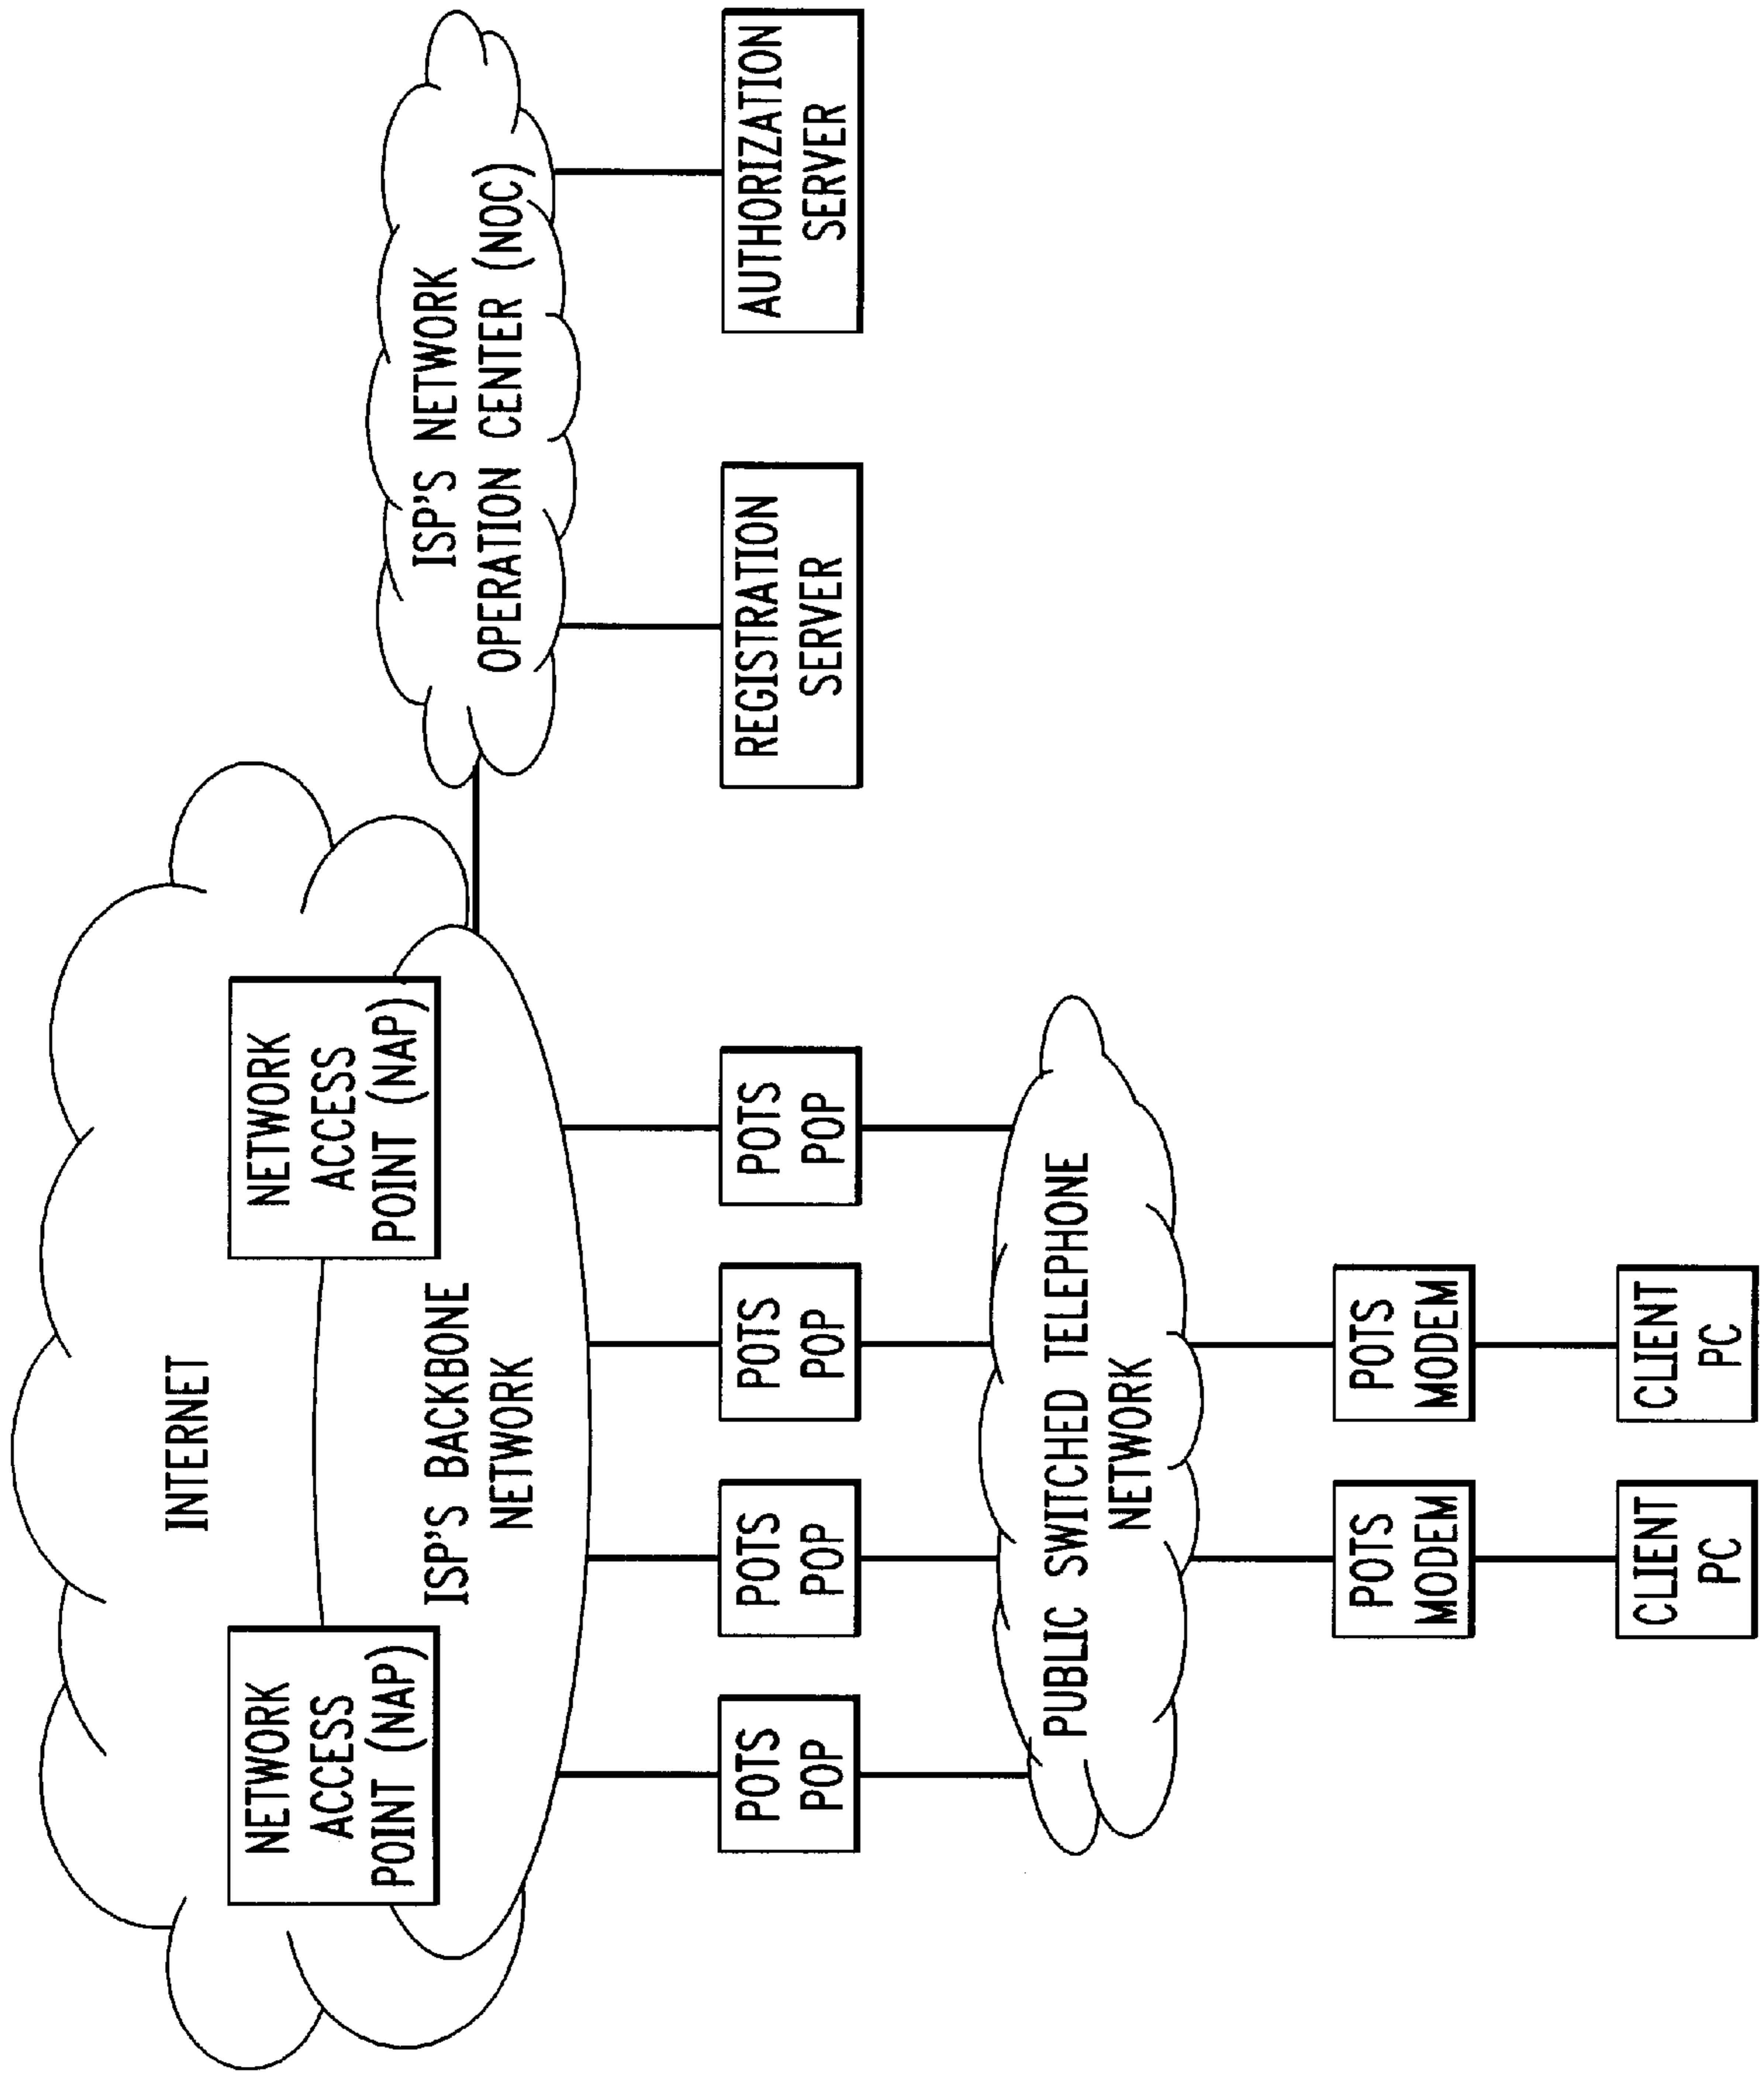 INTERNET
NETWORK
ACCESS
POINT (NAP)
NETWORK
ACCESS
POINT (NAP)
ISP'S BACKBONE
NETWORK
ISP'S NETWORK
OPERATION CENTER (NOC)
POTS
POP
POTS
POP
POTS
POP
POTS
POP
REGISTRATION
SERVER
AUTHORIZATION
SERVER
PUBLIC SWITCHED TELEPHONE
NETWORK
POTS
MODEM
POTS
MODEM
CLIENT
PC
CLIENT
PC